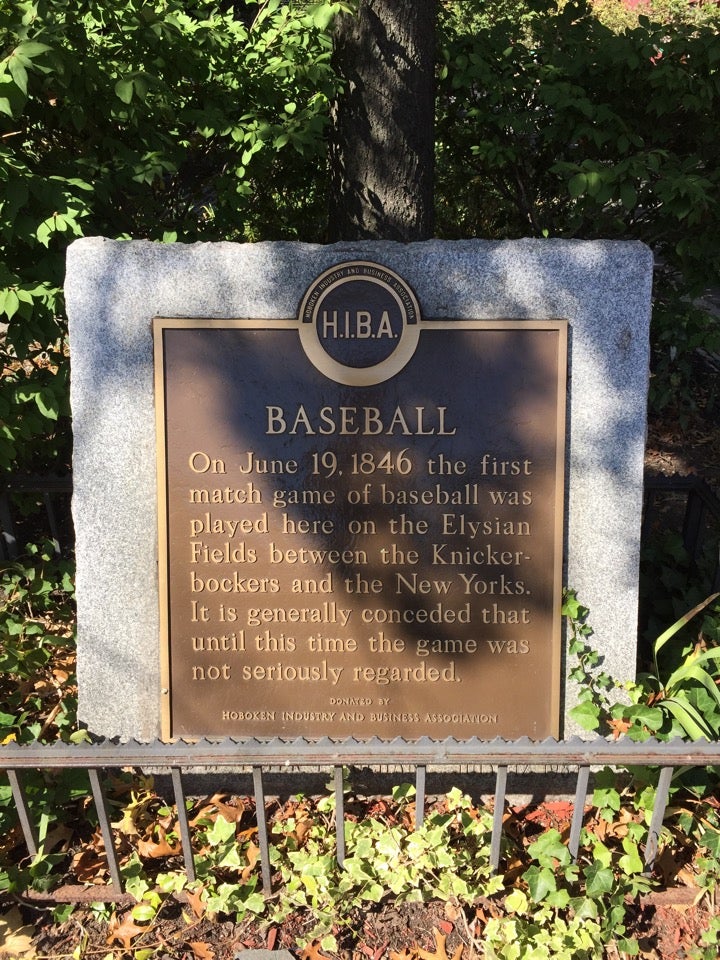 HOBOKEN INDUSTRY AND BUSINESS ASSOCIATION
H.I.B.A.
BASEBALL
On June 19, 1846 the first
match game of baseball was
played here on the Elysian
Fields between the Knicker-
bockers and the New Yorks.
It is generally conceded that
until this time the game was
not seriously regarded.
DONATED BY
HOBOKEN INDUSTRY AND BUSINESS ASSOCIATION